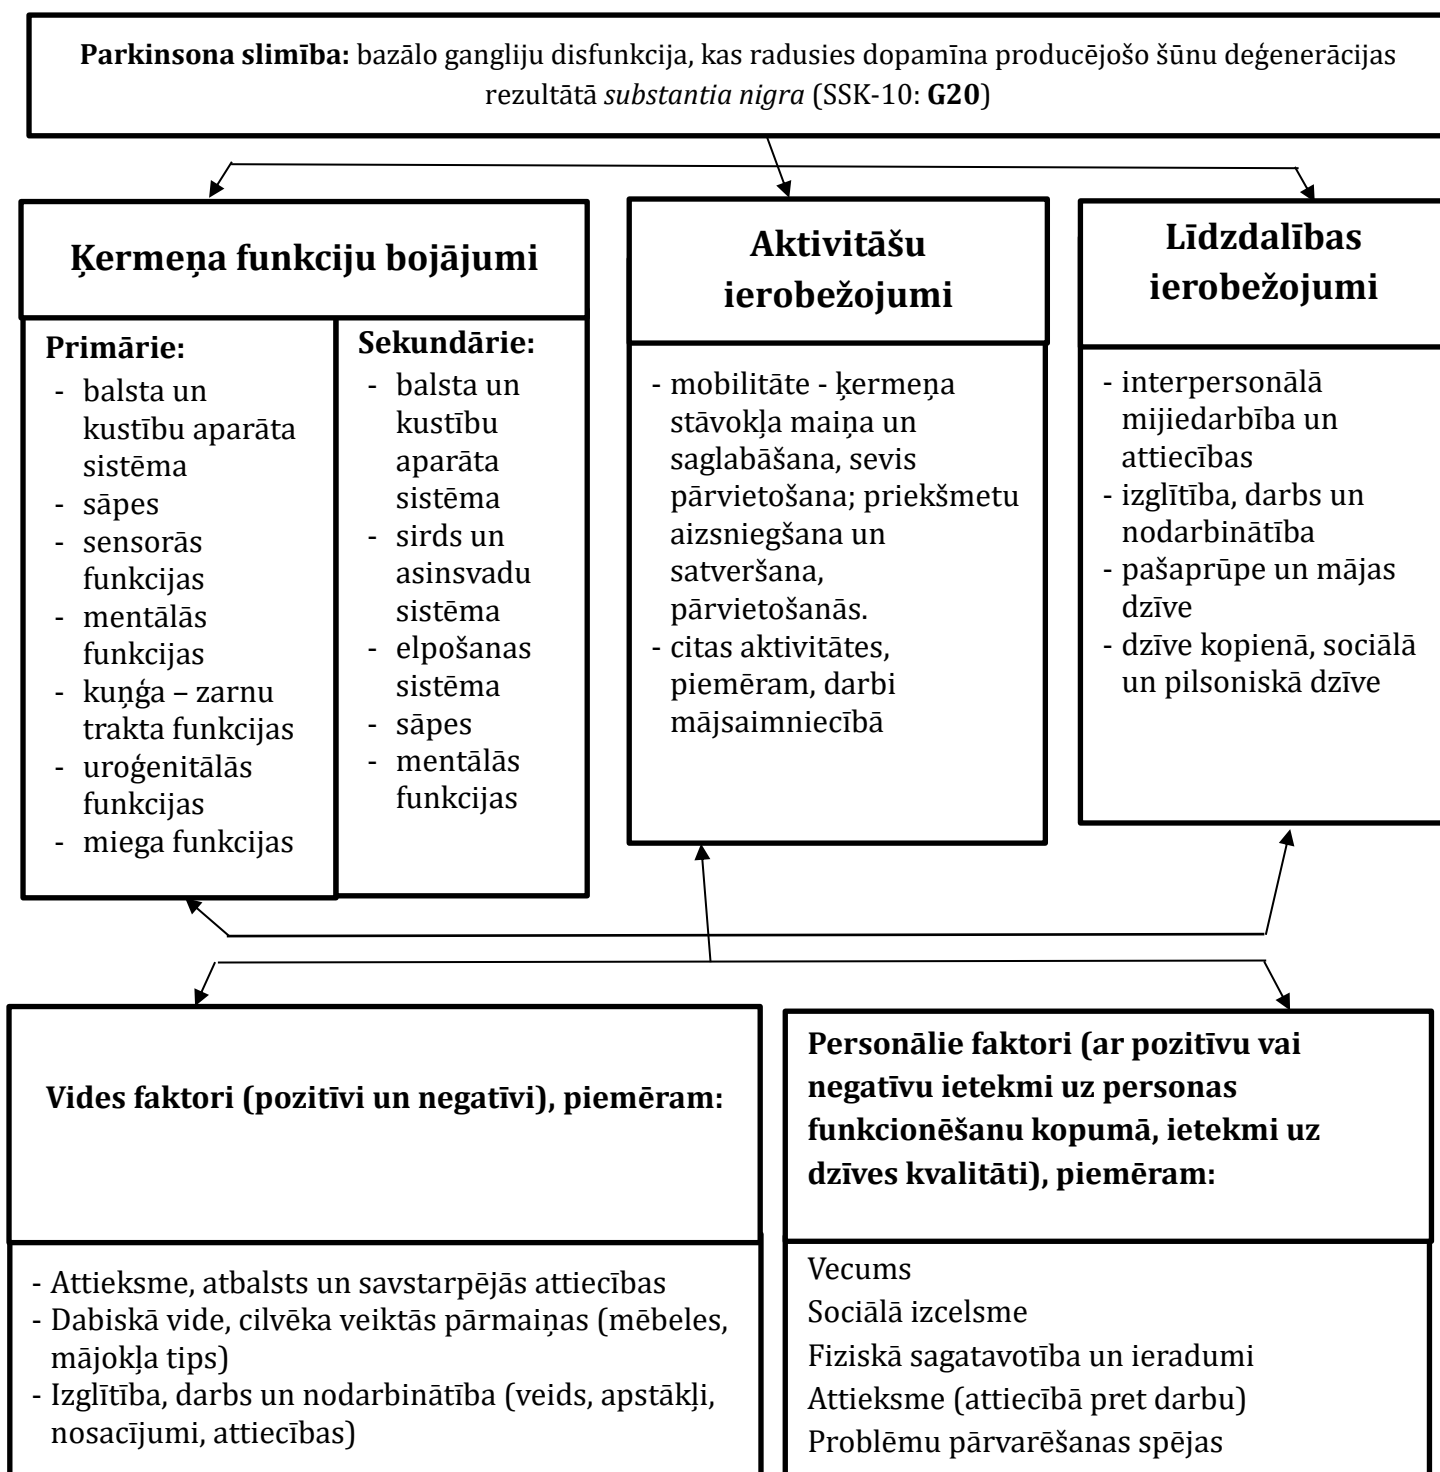 Parkinsona slimība: bazālo gangliju disfunkcija, kas radusies dopamīna producējošo šūnu deģenerācijas
rezultātā substantia nigra (SSK-10: G20)
Ķermeņa funkciju bojājumi
Primārie:
- balsta un
kustību aparāta
sistēma
- sāpes
- sensorās
funkcijas
- mentālās
funkcijas
- kuņģa – zarnu
trakta funkcijas
- uroģenitālās
funkcijas
- miega funkcijas
Sekundārie:
- balsta un
kustību
aparāta
sistēma
- sirds un
asinsvadu
sistēma
- elpošanas
sistēma
- sāpes
- mentālās
funkcijas
Aktivitāšu
ierobežojumi
- mobilitāte - ķermeņa
stāvokļa maiņa un
saglabāšana, sevis
pārvietošana; priekšmetu
aizsniegšana un
satveršana,
pārvietošanās.
- citas aktivitātes,
piemēram, darbi
mājsaimniecībā
Līdzdalības
ierobežojumi
- interpersonālā
mijiedarbība un
attiecības
- izglītība, darbs un
nodarbinātība
- pašaprūpe un mājas
dzīve
- dzīve kopienā, sociālā
un pilsoniskā dzīve
Vides faktori (pozitīvi un negatīvi), piemēram:
- Attieksme, atbalsts un savstarpējās attiecības
- Dabiskā vide, cilvēka veiktās pārmaiņas (mēbeles,
mājokļa tips)
- Izglītība, darbs un nodarbinātība (veids, apstākļi,
nosacījumi, attiecības)
Personālie faktori (ar pozitīvu vai
negatīvu ietekmi uz personas
funkcionēšanu kopumā, ietekmi uz
dzīves kvalitāti), piemēram:
Vecums
Sociālā izcelsme
Fiziskā sagatavotība un ieradumi
Attieksme (attiecībā pret darbu)
Problēmu pārvarēšanas spējas